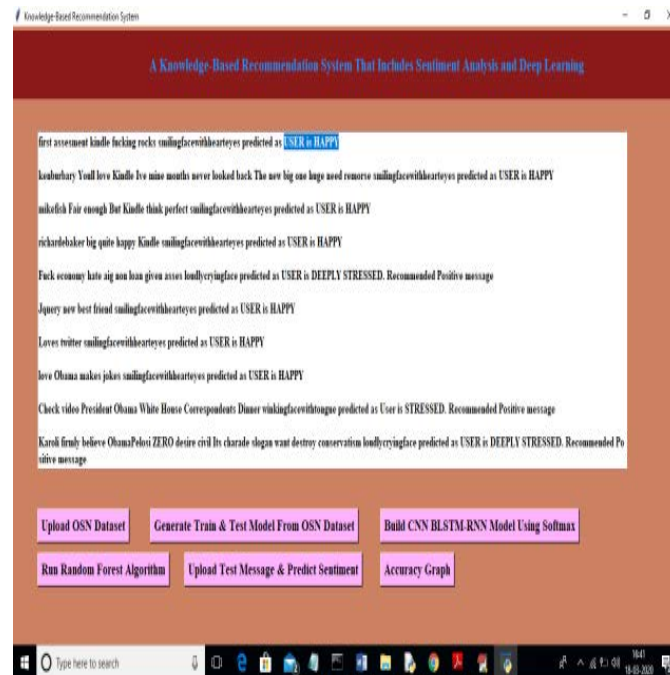 Knowledge-Based Recommendation System
A Knowledge-Based Recommendation System That Includes Sentiment Analysis and Deep Learning
first assesment kindle fucking rocks smilingfacewithhearteyes predicted as USER is HAPPY
kenburbary Youll love Kindle Ive mine months never looked back The new big one huge need remorse smilingfacewithhearteyes predicted as USER is HAPPY
mikefish Fair enough But Kindle think perfect smilingfacewithhearteyes predicted as USER is HAPPY
richardebaker big quite happy Kindle smilingfacewithhearteyes predicted as USER is HAPPY
Fuck economy hate aig non loan given asses loudlycryingface predicted as USER is DEEPLY STRESSED. Recommended Positive message
Jquery new best friend smilingfacewithhearteyes predicted as USER is HAPPY
Loves twitter smilingfacewithhearteyes predicted as USER is HAPPY
love Obama makes jokes smilingfacewithhearteyes predicted as USER is HAPPY
Check video President Obama White House Correspondents Dinner winkingfacewithtongue predicted as User is STRESSED. Recommended Positive message
Karoli firmly believe ObamaPelosi ZERO desire civil Its charade slogan want destroy conservatism loudlycryingface predicted as USER is DEEPLY STRESSED. Recommended Po
sitive message
Upload OSN Dataset Generate Train & Test Model From OSN Dataset Build CNN BLSTM-RNN Model Using Softmax
Run Random Forest Algorithm Upload Test Message & Predict Sentiment Accuracy Graph
Type here to search
16:41
18-03-2020